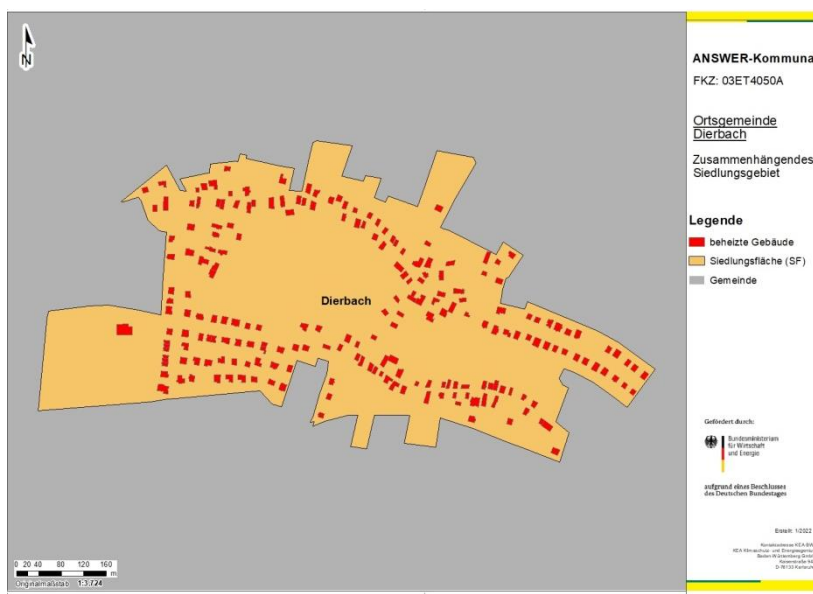 N
Dierbach
0 20 40 80 120 160
m
Originalmaßstab 1:3.724
ANSWER-Kommuna
FKZ: 03ET4050A
Ortsgemeinde
Dierbach
Zusammenhängendes
Siedlungsgebiet
Legende
beheizte Gebäude
Siedlungsfläche (SF)
Gemeinde
Gefördert durch:
Bundesministerium
für Wirtschaft
und Energie
aufgrund eines Beschlusses
des Deutschen Bundestages
Erstellt: 1/2022